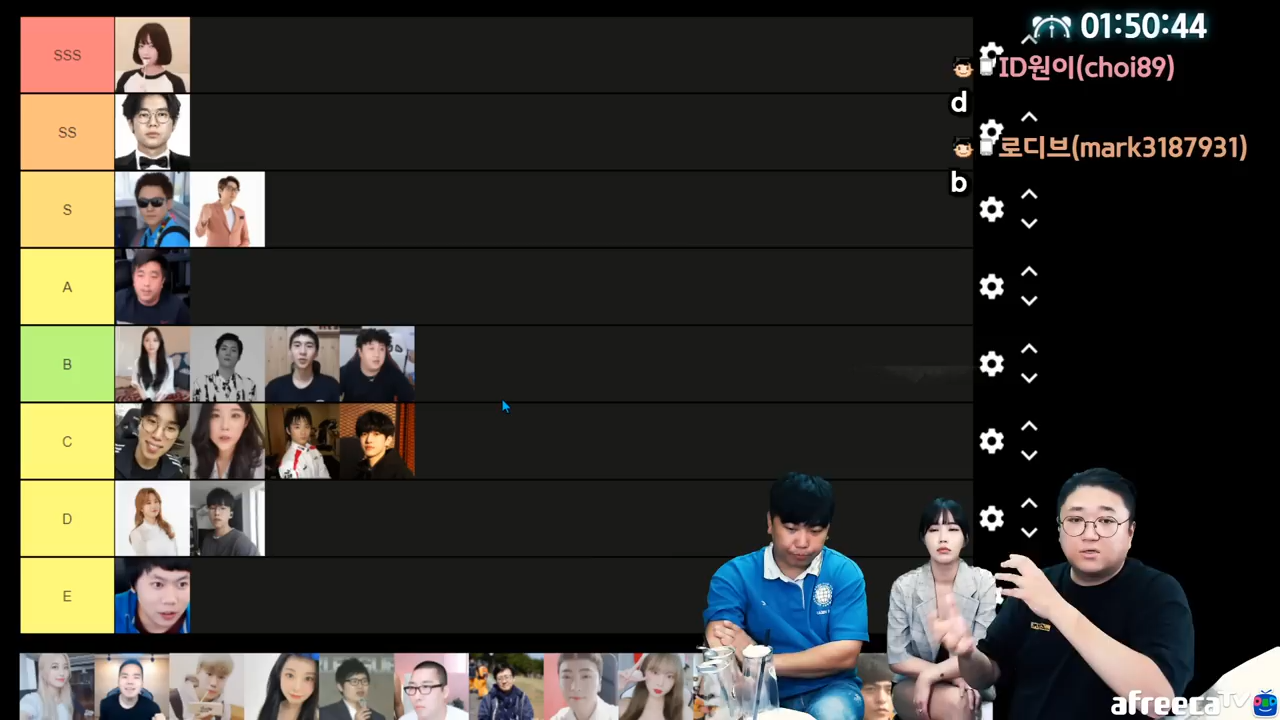 SSS
SS
S
A
B
C
D
E
01:50:44
ID원이(choi89)
d
로디브(mark3187931)
b
afreecaTV